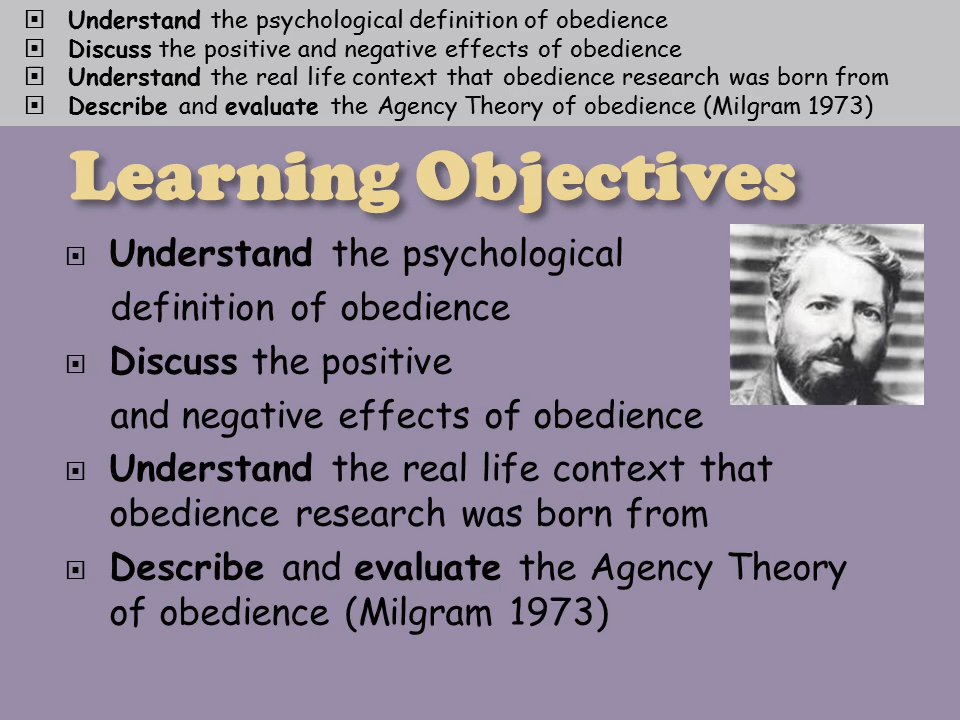 Understand the psychological definition of obedience
Discuss the positive and negative effects of obedience
Understand the real life context that obedience research was born from
Describe and evaluate the Agency Theory of obedience (Milgram 1973)
Learning Objectives
Understand the psychological
definition of obedience
Discuss the positive
and negative effects of obedience
Understand the real life context that
obedience research was born from
Describe and evaluate the Agency Theory
of obedience (Milgram 1973)